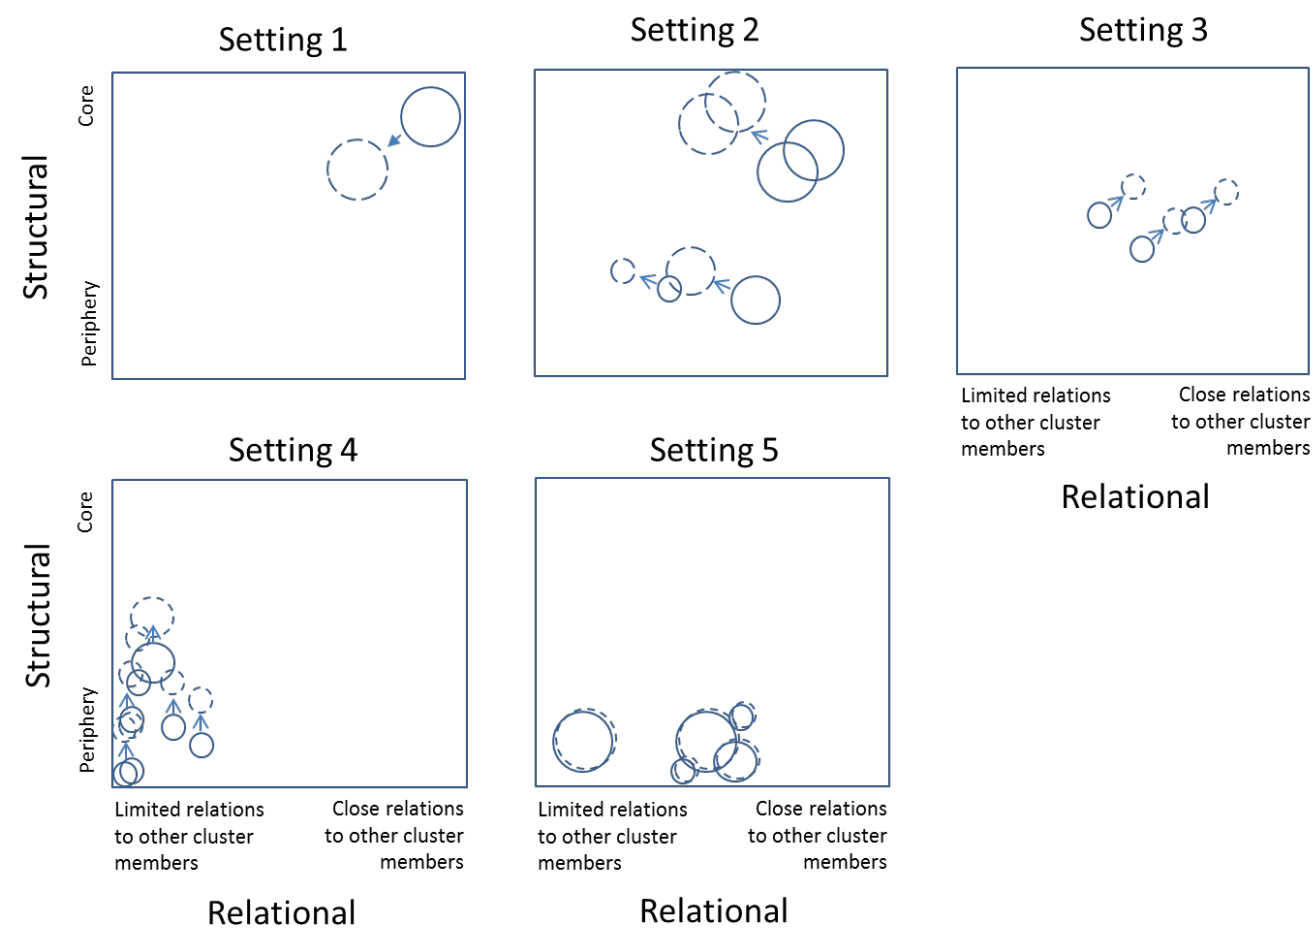 Setting 1
Setting 2
Setting 3
Structural
Core
Periphery
Limited relations
to other cluster
members
Close relations
to other cluster
members
Relational
Setting 4
Setting 5
Structural
Core
Periphery
Limited relations
to other cluster
members
Close relations
to other cluster
members
Relational
Limited relations
to other cluster
members
Close relations
to other cluster
members
Relational